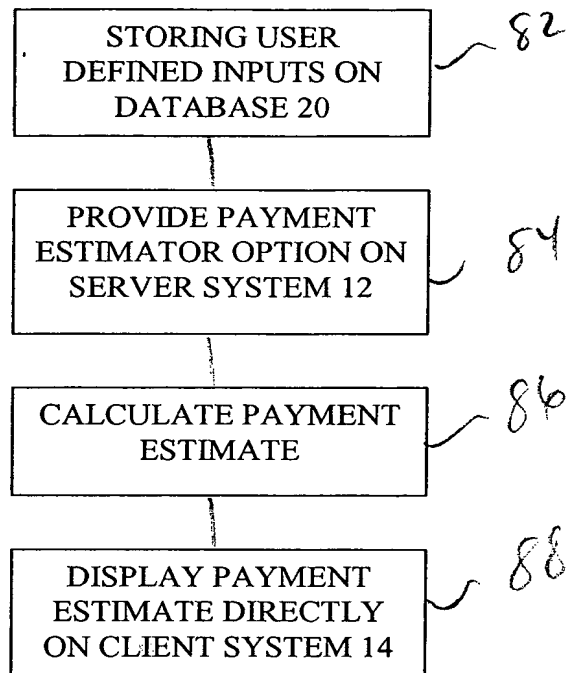 STORING USER
DEFINED INPUTS ON
DATABASE 20
82
PROVIDE PAYMENT
ESTIMATOR OPTION ON
SERVER SYSTEM 12
84
CALCULATE PAYMENT
ESTIMATE
86
DISPLAY PAYMENT
ESTIMATE DIRECTLY
ON CLIENT SYSTEM 14
88